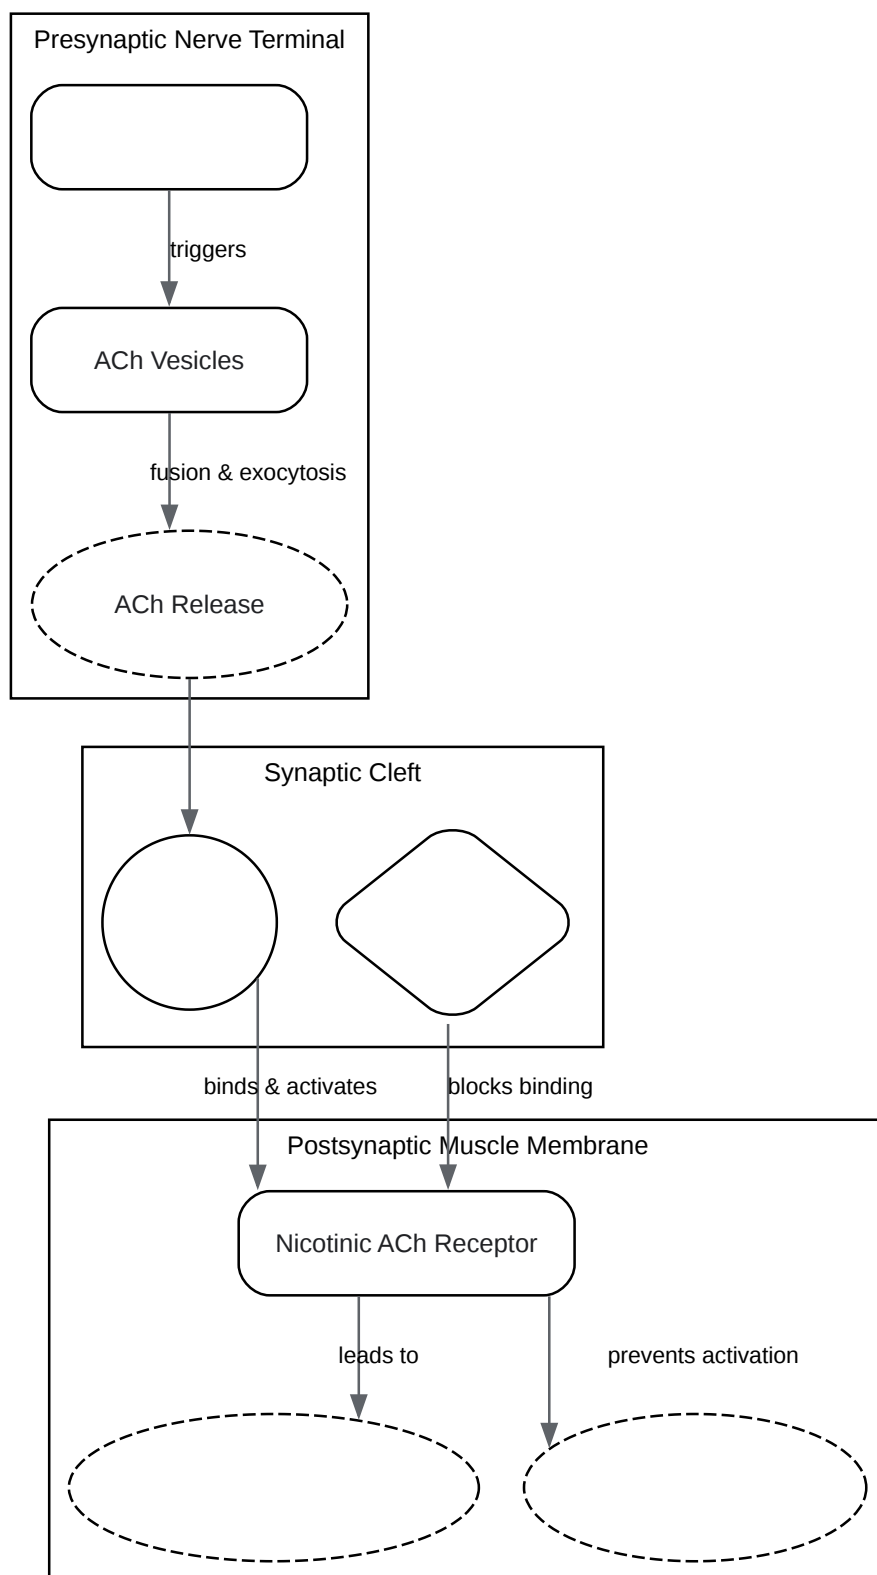 Presynaptic Nerve Terminal
triggers
ACh Vesicles
fusion & exocytosis
ACh Release
Synaptic Cleft
binds & activates
blocks binding
Postsynaptic Muscle Membrane
Nicotinic ACh Receptor
leads to
prevents activation